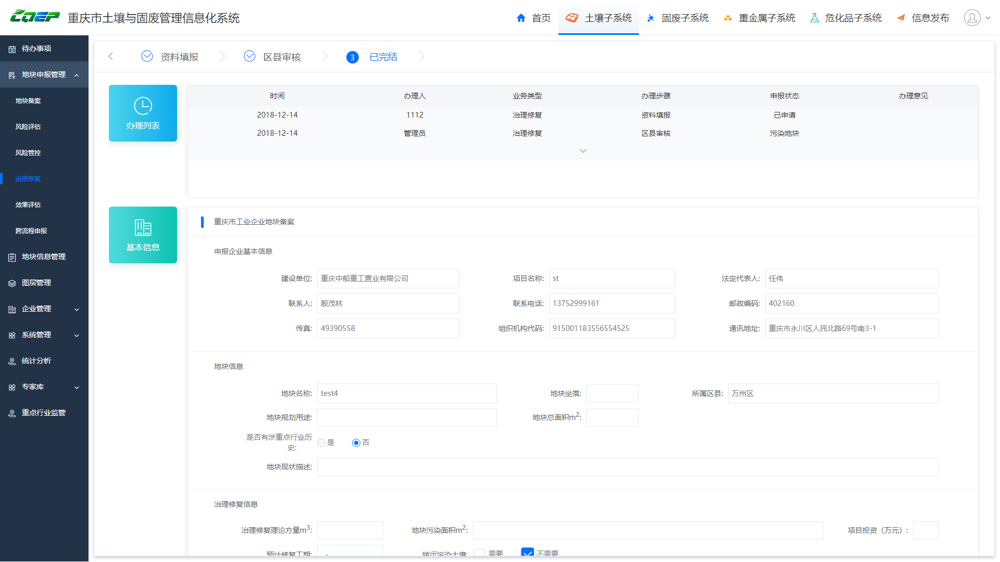 CQEP 重庆市土壤与固废管理信息化系统 首页 土壤子系统 固废子系统 重金属子系统 危化品子系统 信息发布
待办事项
地块申报管理
地块备案
风险评估
风险管控
治理修复
效果评估
跨流程申报
地块信息管理
图层管理
企业管理
系统管理
统计分析
专家库
重点行业监管
资料填报 区县审核 3 已完结
办理列表
时间 办理人 业务类型 办理步骤 申报状态 办理意见
2018-12-14 1112 治理修复 资料填报 已申请
2018-12-14 管理员 治理修复 区县审核 污染地块
基本信息
重庆市工业企业地块备案
申报企业基本信息
建设单位: 重庆中船重工置业有限公司 项目名称: st 法定代表人: 任伟
联系人: 殷茂林 联系电话: 13752999161 邮政编码: 402160
传真: 49390558 组织机构代码: 915001183556554525 通讯地址: 重庆市永川区人民北路69号南3-1
地块信息
地块名称: test4 地块坐落: 所属区县: 万州区
地块规划用途: 地块总面积m²:
是否有涉重点行业历
史: 是 否
地块现状描述:
治理修复信息
治理修复理论方量m³: 地块污染面积m²: 项目投资（万元）:
预计修复工期: - 转运污染土壤: 需要 不需要